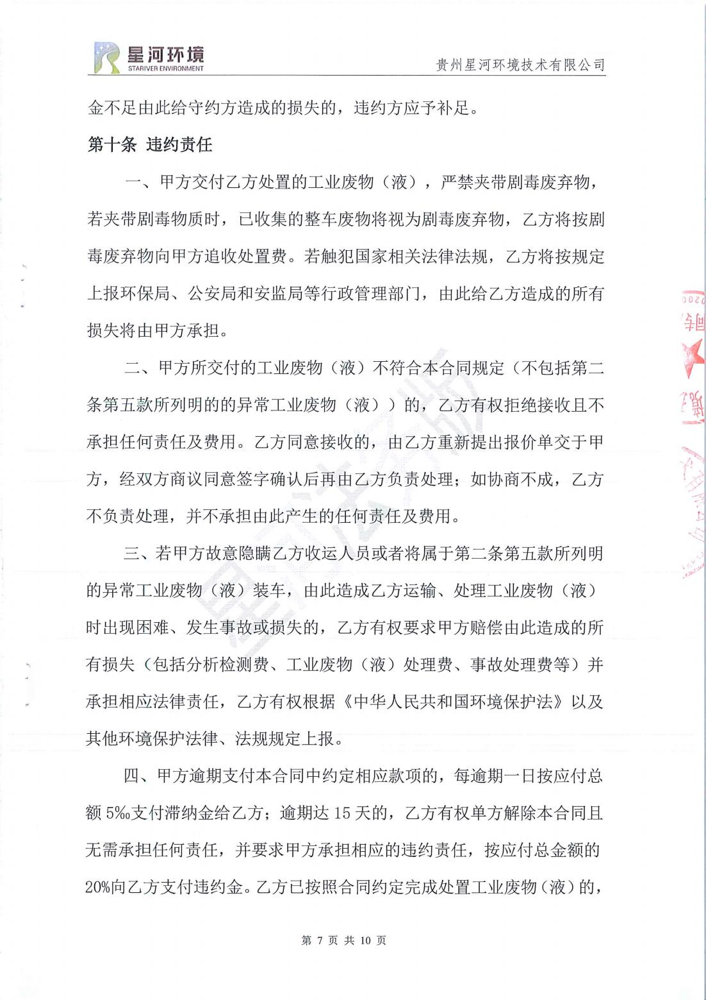 星河环境
STARIVER ENVIRONMENT
贵州星河环境技术有限公司
金不足由此给守约方造成的损失的，违约方应予补足。
第十条 违约责任
一、甲方交付乙方处置的工业废物（液），严禁夹带剧毒废弃物，
若夹带剧毒物质时，已收集的整车废物将视为剧毒废弃物，乙方将按剧
毒废弃物向甲方追收处置费。若触犯国家相关法律法规，乙方将按规定
上报环保局、公安局和安监局等行政管理部门，由此给乙方造成的所有
损失将由甲方承担。
二、甲方所交付的工业废物（液）不符合本合同规定（不包括第二
条第五款所列明的的异常工业废物（液））的，乙方有权拒绝接收且不
承担任何责任及费用。乙方同意接收的，由乙方重新提出报价单交于甲
方，经双方商议同意签字确认后再由乙方负责处理；如协商不成，乙方
不负责处理，并不承担由此产生的任何责任及费用。
三、若甲方故意隐瞒乙方收运人员或者将属于第二条第五款所列明
的异常工业废物（液）装车，由此造成乙方运输、处理工业废物（液）
时出现困难、发生事故或损失的，乙方有权要求甲方赔偿由此造成的所
有损失（包括分析检测费、工业废物（液）处理费、事故处理费等）并
承担相应法律责任，乙方有权根据《中华人民共和国环境保护法》以及
其他环境保护法律、法规规定上报。
四、甲方逾期支付本合同中约定相应款项的，每逾期一日按应付总
额 5‰支付滞纳金给乙方；逾期达 15 天的，乙方有权单方解除本合同且
无需承担任何责任，并要求甲方承担相应的违约责任，按应付总金额的
20%向乙方支付违约金。乙方已按照合同约定完成处置工业废物（液）的，
星河法务版
第 7 页 共 10 页